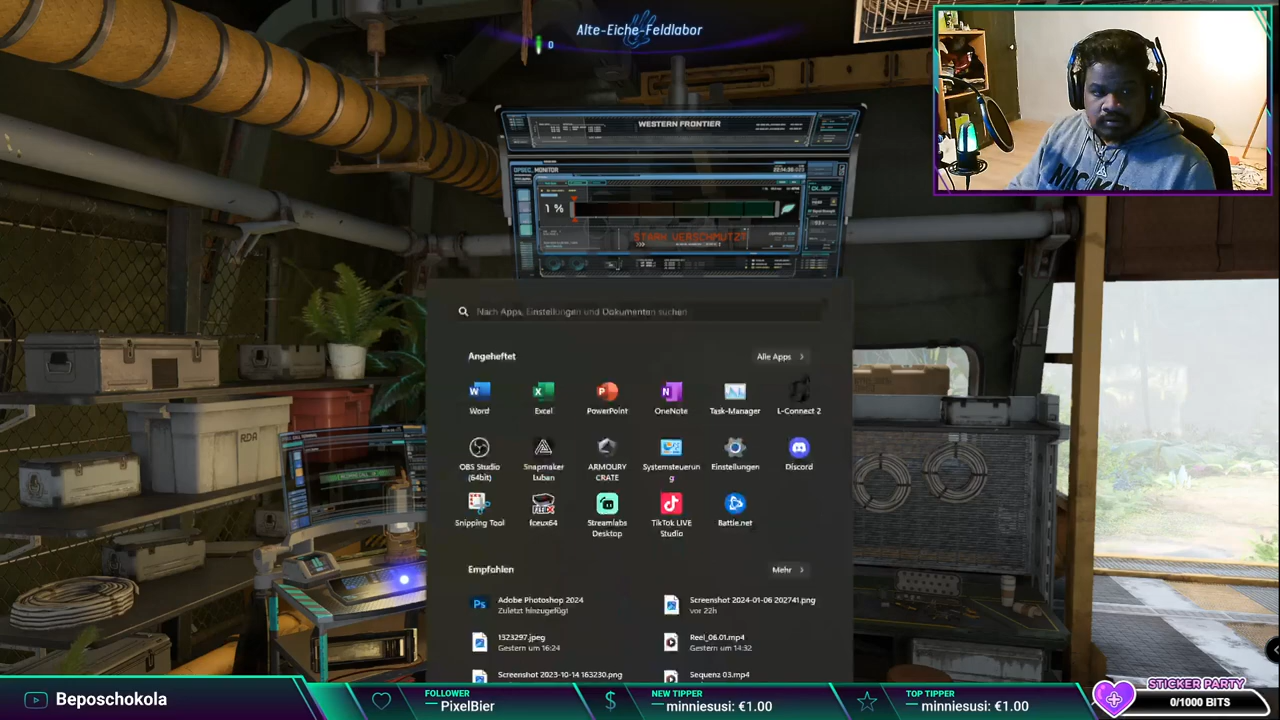 Alte-Eiche-Feldlabor
0
WESTERN FRONTIER
OPSEC_MONITOR
1 %
STARK VERSCHMUTZT
RDA
Nach Apps, Einstellungen und Dokumenten suchen
Angeheftet
Alle Apps
Word
Excel
PowerPoint
OneNote
Task-Manager
L-Connect 2
OBS Studio
(64bit)
Snapmaker
Luban
ARMOURY
CRATE
Systemsteuerun
g
Einstellungen
Discord
Snipping Tool
fceux64
Streamlabs
Desktop
TikTok LIVE
Studio
Battle.net
Empfohlen
Mehr
Adobe Photoshop 2024
Zuletzt hinzugefügt
Screenshot 2024-01-06 202741.png
vor 22h
1323297.jpeg
Gestern um 16:24
Reel_06.01.mp4
Gestern um 14:32
Screenshot 2023-10-14 163230.png
Sequenz 03.mp4
Beposchokola
FOLLOWER
PixelBier
NEW TIPPER
minniesusi: €1.00
TOP TIPPER
minniesusi: €1.00
STICKER PARTY
0/1000 BITS